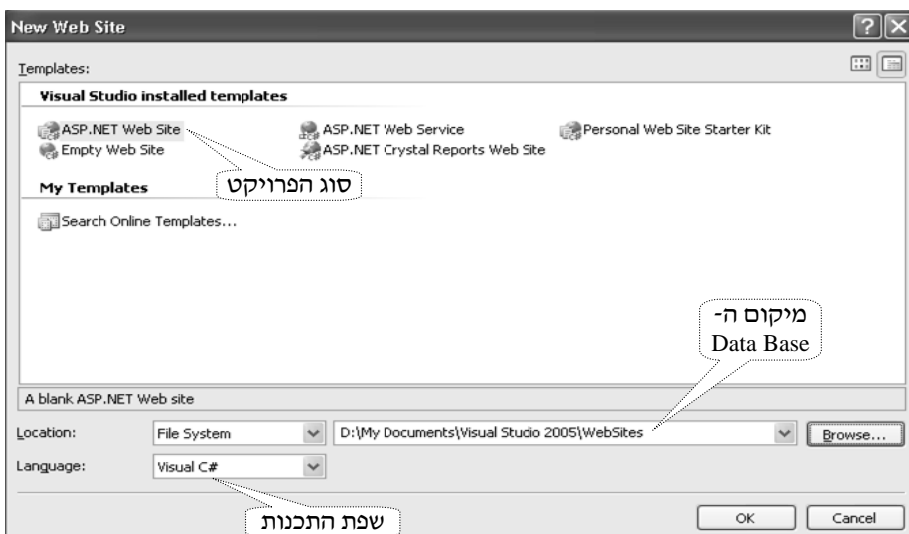 New Web Site
Templates:
Visual Studio installed templates
ASP.NET Web Site
ASP.NET Web Service
Personal Web Site Starter Kit
Empty Web Site
ASP.NET Crystal Reports Web Site
סוג הפרויקט
My Templates
Search Online Templates...
מיקום ה-
Data Base
A blank ASP.NET Web site
Location:
File System
D:\My Documents\Visual Studio 2005\WebSites
Browse...
Language:
Visual C#
שפת התכנות
OK
Cancel